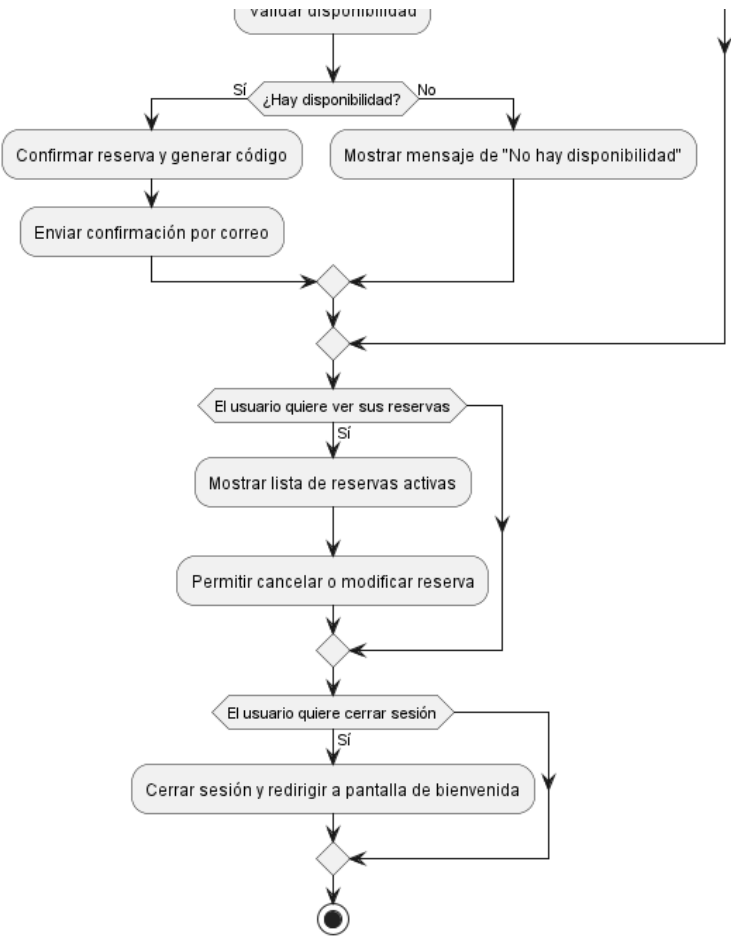 Validar disponibilidad
Sí
¿Hay disponibilidad?
No
Confirmar reserva y generar código
Mostrar mensaje de "No hay disponibilidad"
Enviar confirmación por correo
El usuario quiere ver sus reservas
Sí
Mostrar lista de reservas activas
Permitir cancelar o modificar reserva
El usuario quiere cerrar sesión
Sí
Cerrar sesión y redirigir a pantalla de bienvenida